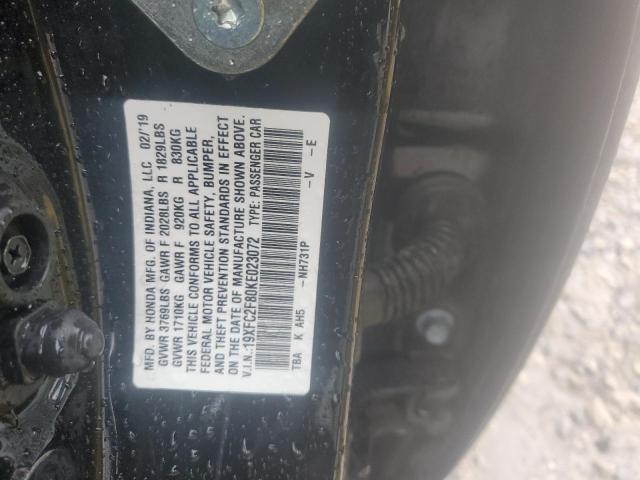 MFD. BY HONDA MFG. OF INDIANA, LLC 02/'19
GVWR 3769LBS GAWR F 2028LBS R 1829LBS
GVWR 1710KG GAWR F 920KG R 830KG
THIS VEHICLE CONFORMS TO ALL APPLICABLE
FEDERAL MOTOR VEHICLE SAFETY, BUMPER,
AND THEFT PREVENTION STANDARDS IN EFFECT
ON THE DATE OF MANUFACTURE SHOWN ABOVE.
V.I.N.:19XFC2F80KE023072 TYPE: PASSENGER CAR
-NH731P -V -E
TBA K AH5